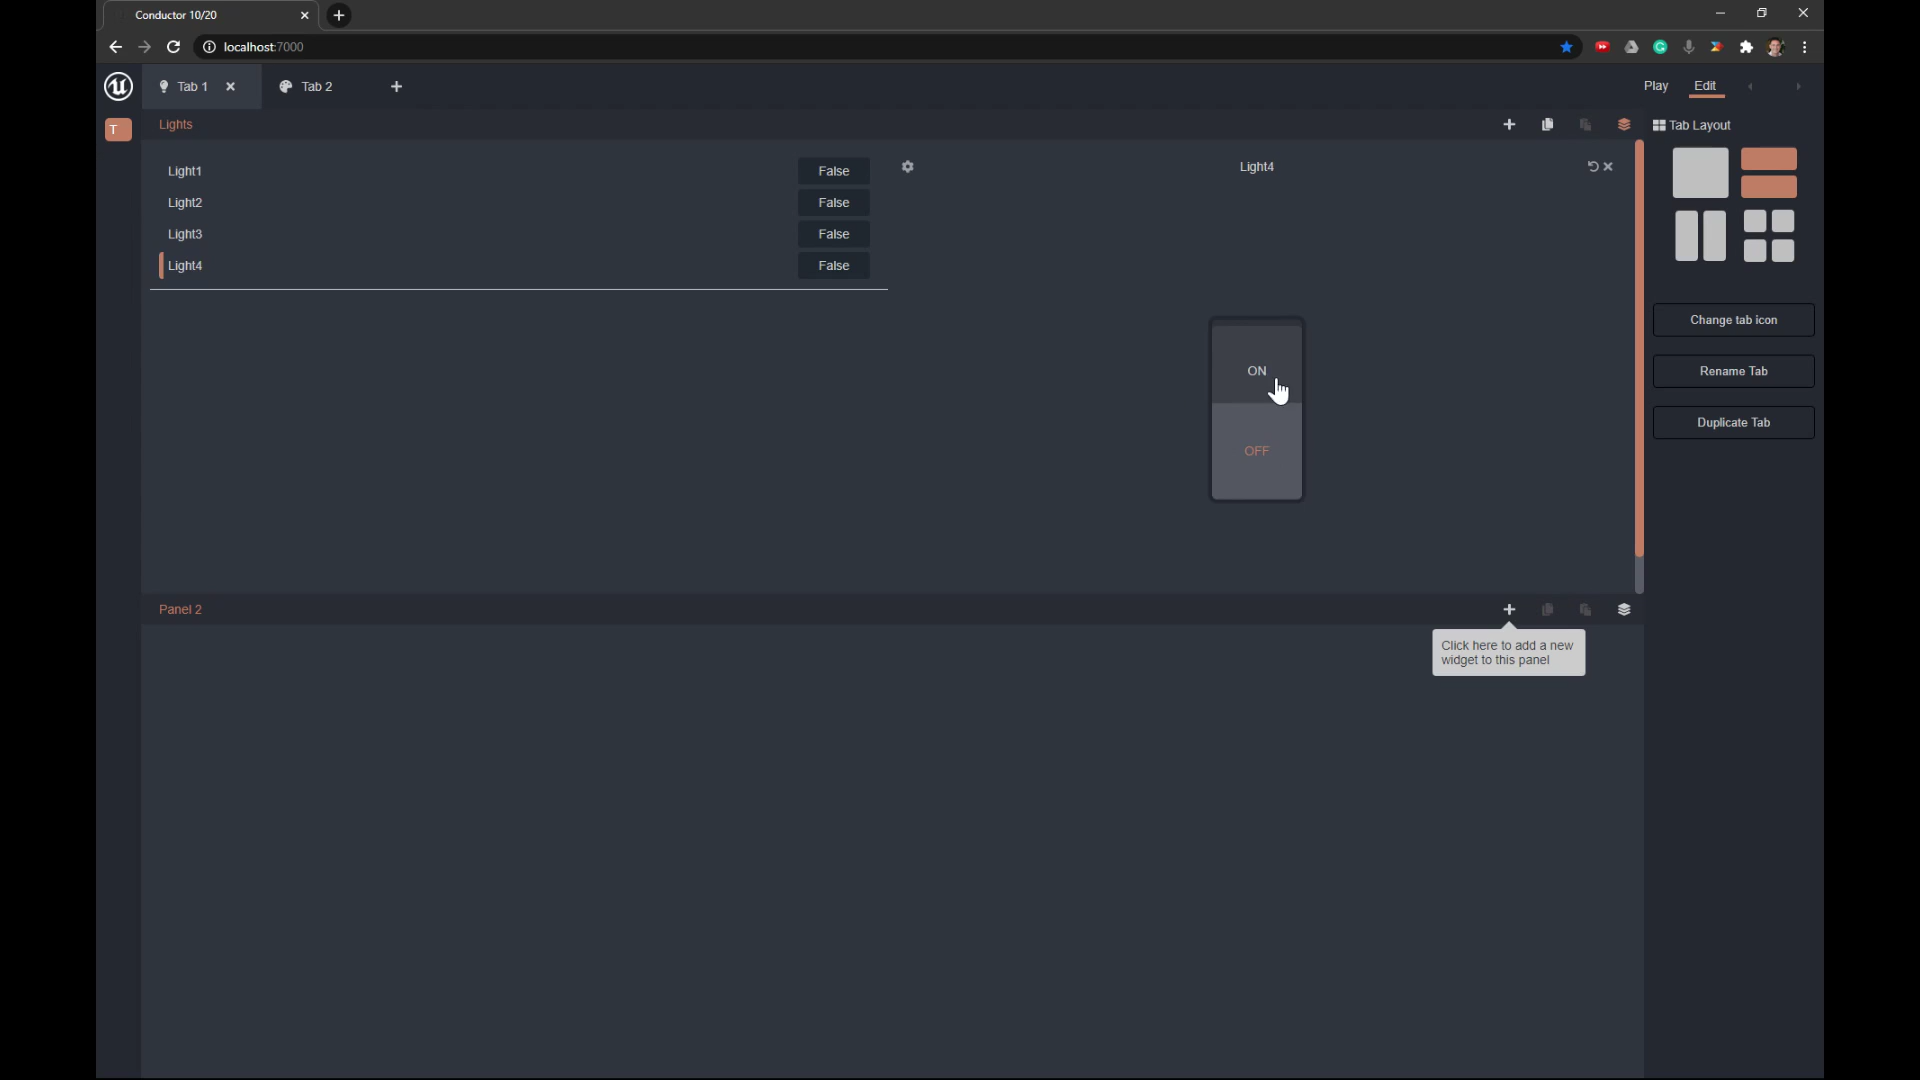 Conductor 10/20
localhost:7000
Tab 1
Tab 2
Play
Edit
T
Lights
Tab Layout
Light1
False
Light4
Light2
False
Light3
False
Light4
False
Change tab icon
ON
Rename Tab
Duplicate Tab
OFF
Panel 2
Click here to add a new
widget to this panel